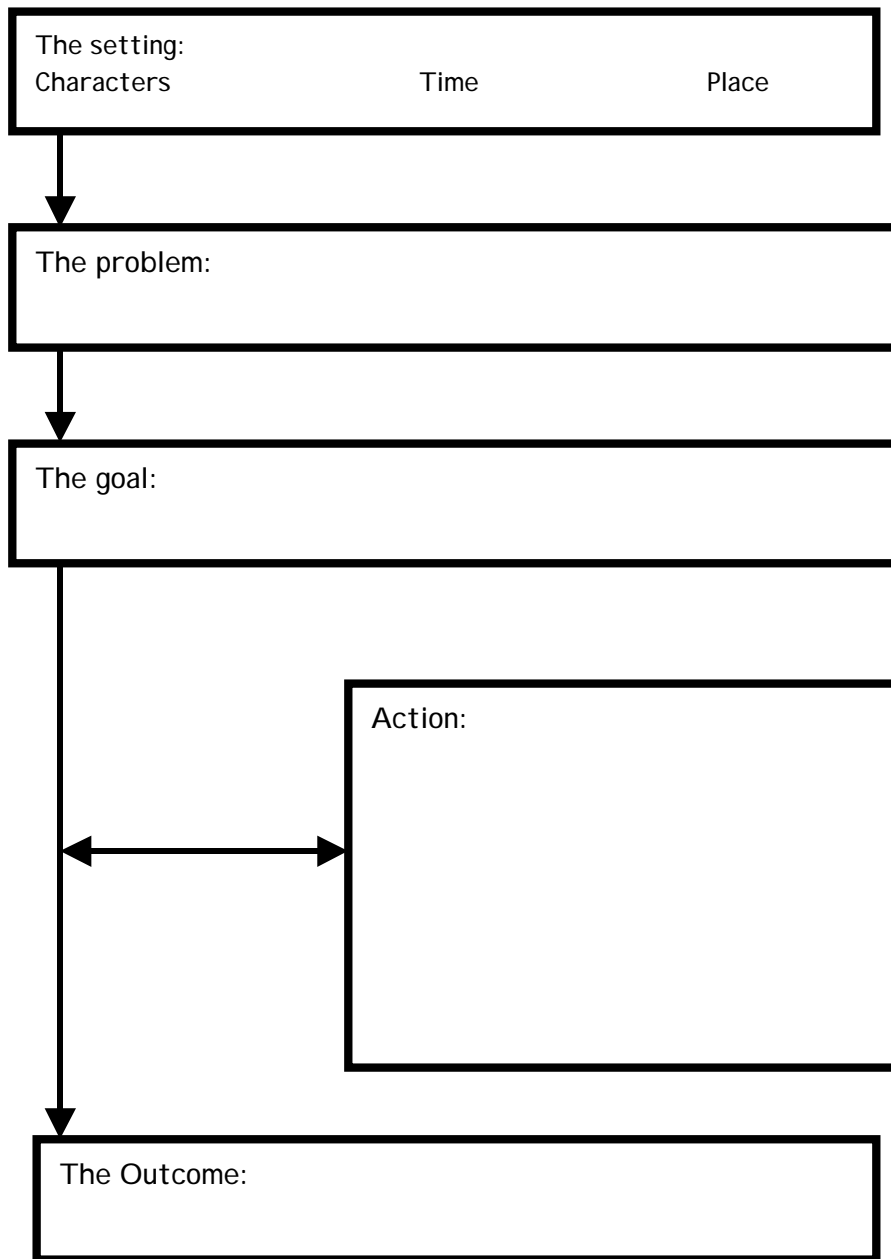 The setting:
Characters Time Place
The problem:
The goal:
Action:
The Outcome: